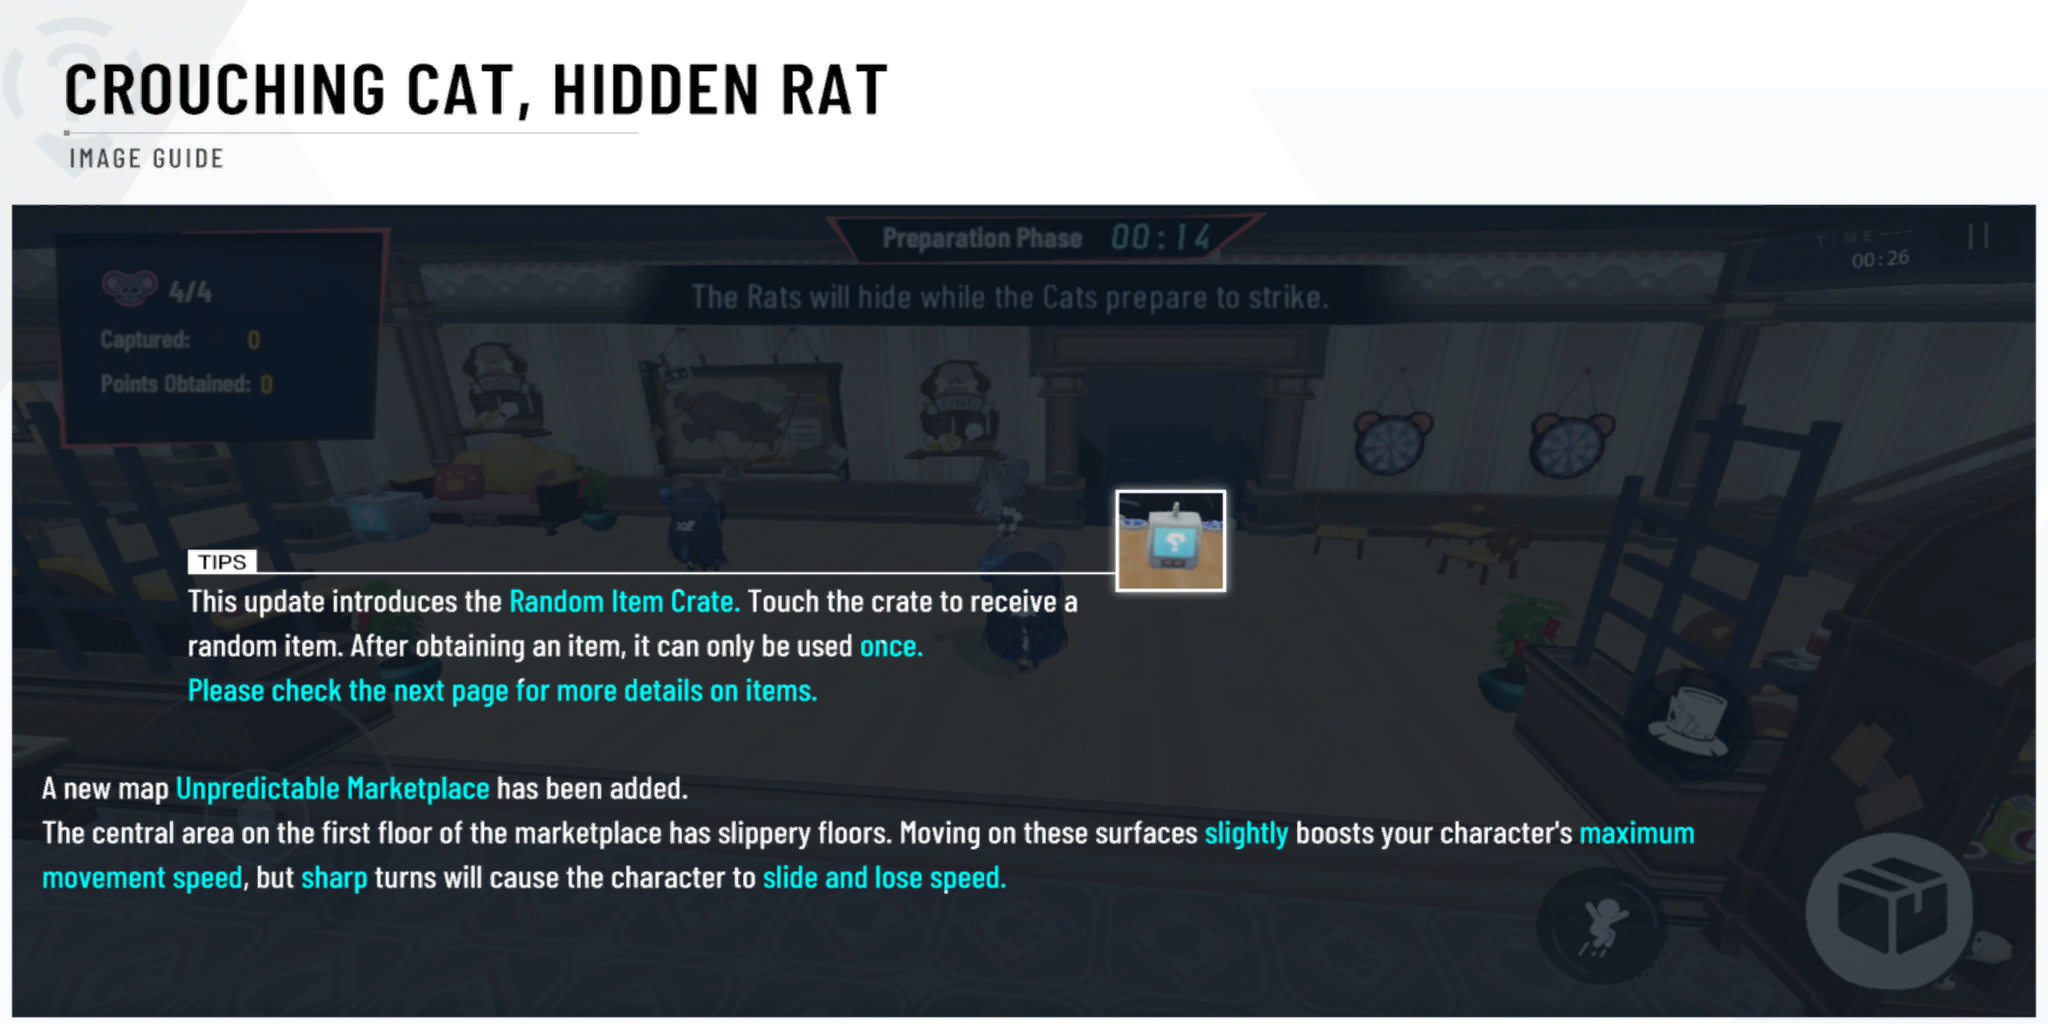 CROUCHING CAT, HIDDEN RAT
IMAGE GUIDE
Preparation Phase 00:14
TIME---
00:26
4/4
The Rats will hide while the Cats prepare to strike.
Captured: 0
Points Obtained: 0
TIPS
This update introduces the Random Item Crate. Touch the crate to receive a
random item. After obtaining an item, it can only be used once.
Please check the next page for more details on items.
A new map Unpredictable Marketplace has been added.
The central area on the first floor of the marketplace has slippery floors. Moving on these surfaces slightly boosts your character's maximum
movement speed, but sharp turns will cause the character to slide and lose speed.